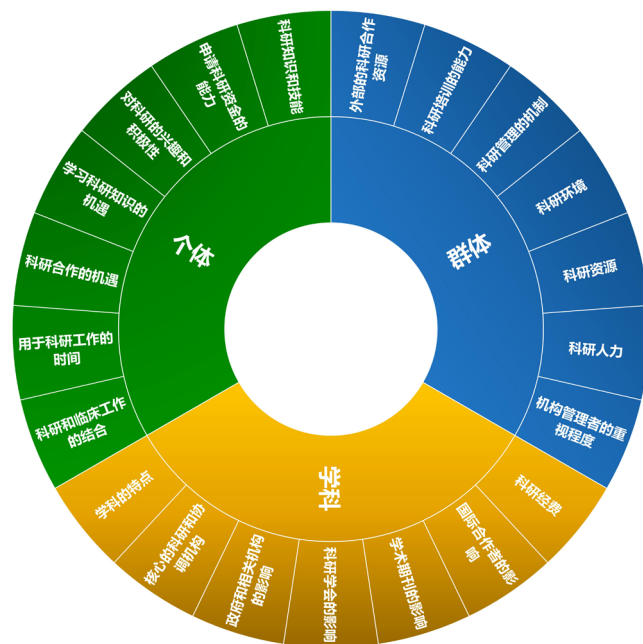 个体
科研知识和技能
申请科研资金的
能力
对科研的兴趣和
积极性
学习科研知识的
机遇
科研合作的机遇
用于科研工作的
时间
科研和临床工作
的结合
群体
外部的科研合作
资源
科研培训的能力
科研管理的机制
科研环境
科研资源
科研人力
机构管理者的重
视程度
学科
科研经费
国际合作者的影
响
学术期刊的影响
科研学会的影响
政府和相关机构
的影响
核心的科研和协
调机构
学科的特点